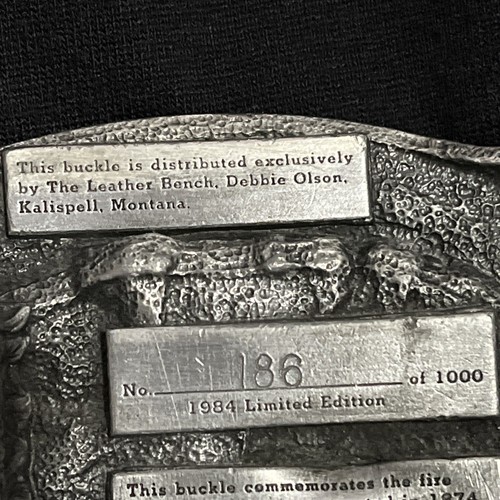 This buckle is distributed exclusively
by The Leather Bench, Debbie Olson,
Kalispell, Montana.
No. 186 of 1000
1984 Limited Edition
This buckle commemorates the fire